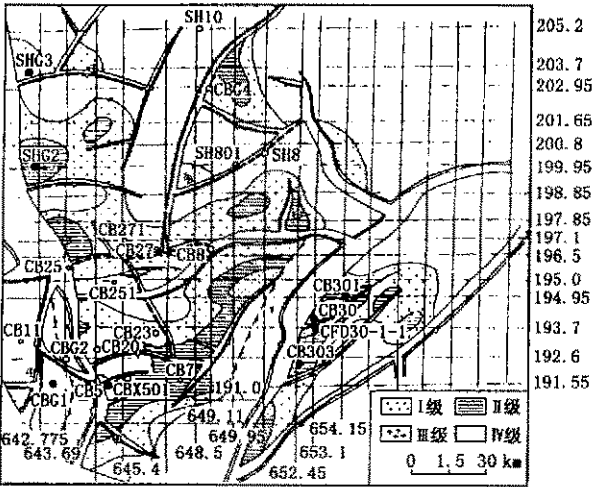 SH10
205.2
SHG3
203.7
CBG4
202.95
201.65
SH801
SH8
200.8
SHG2
199.95
198.85
197.85
CB271
197.1
CB27
CB8
196.5
CB25
195.0
CB251
CB301
194.95
CB30
193.7
CB11
CB23
CFD30-1-1
CBG2
CB20
192.6
CB303
CB7
191.55
CBG1
CB5
CBX501
191.0
Ⅰ级
Ⅱ级
649.11
642.775
649.95
654.15
Ⅲ级
Ⅳ级
643.69
648.5
653.1
645.4
652.45
0 1.5 30 km